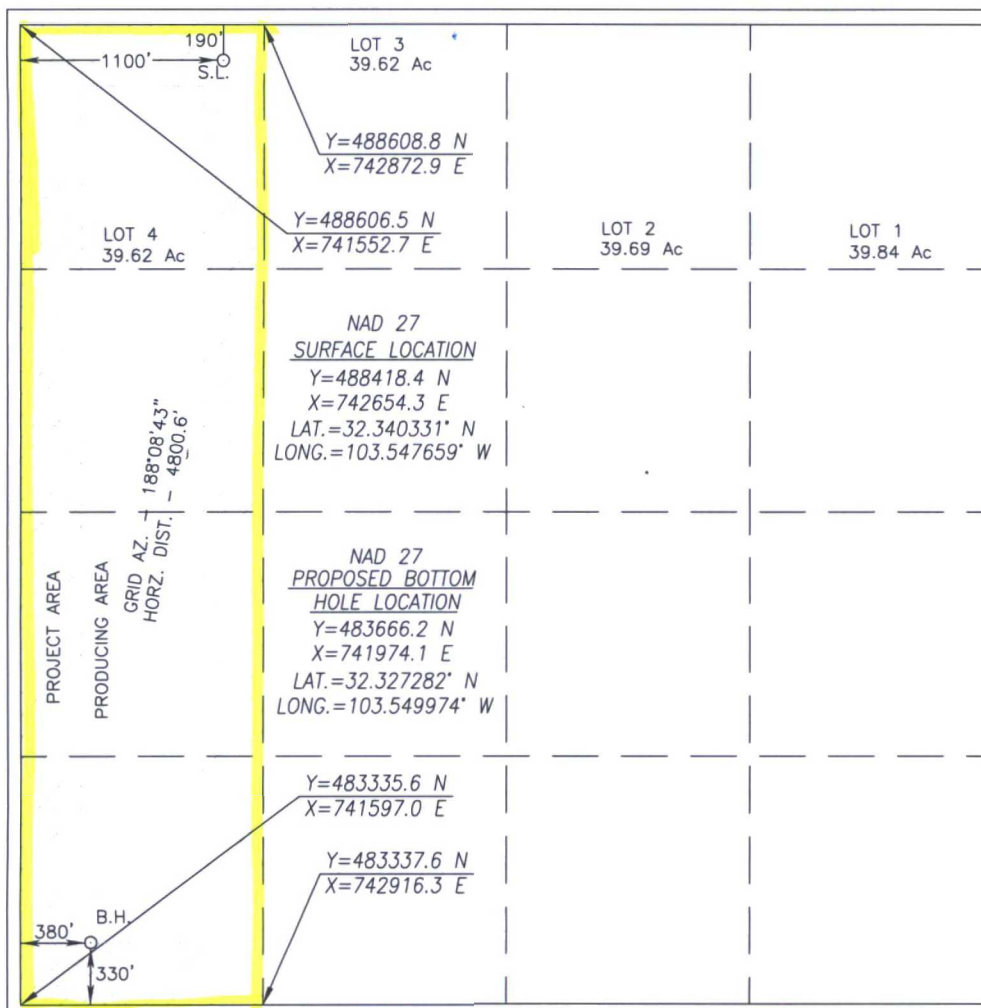 190'
1100'
S.L.
LOT 3
39.62 Ac
Y=488608.8 N
X=742872.9 E
Y=488606.5 N
X=741552.7 E
LOT 4
39.62 Ac
LOT 2
39.69 Ac
LOT 1
39.84 Ac
NAD 27
SURFACE LOCATION
Y=488418.4 N
X=742654.3 E
LAT.=32.340331° N
LONG.=103.547659° W
GRID AZ. - 188°08'43"
HORZ. DIST. - 4800.6'
PROJECT AREA
PRODUCING AREA
NAD 27
PROPOSED BOTTOM
HOLE LOCATION
Y=483666.2 N
X=741974.1 E
LAT.=32.327282° N
LONG.=103.549974° W
Y=483335.6 N
X=741597.0 E
Y=483337.6 N
X=742916.3 E
B.H.
380'
330'